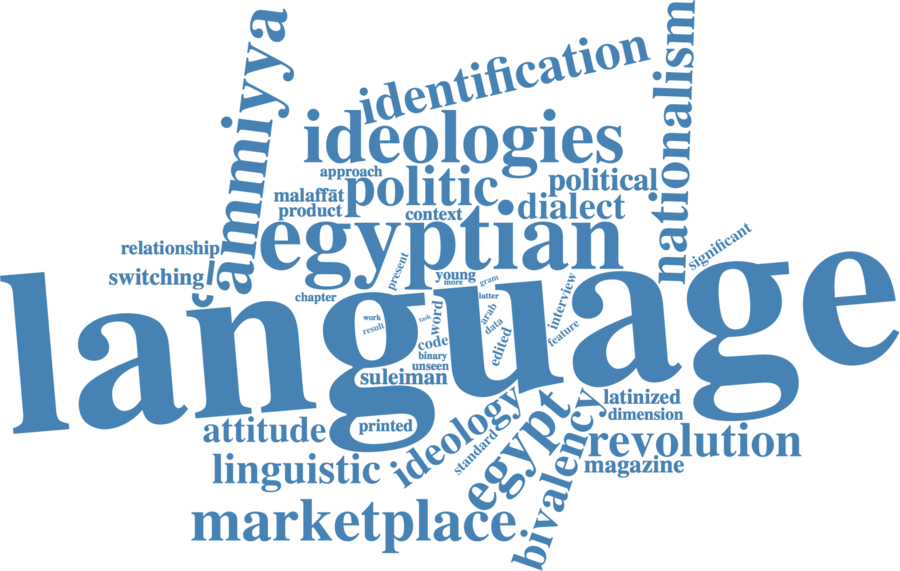 identification
nationalism
ʿāmmiyya
ideologies
approach
politic
political
malaffāt
product
context
dialect
egyptian
relationship
significant
switching
present
young
more
gram
interview
chapter
latter
language
work
task
word
arab
result
data
feature
code
edited
binary
unseen
suleiman
latinized
dimension
attitude
printed
ideology
standard
egypt
bivalency
revolution
linguistic
magazine
marketplace